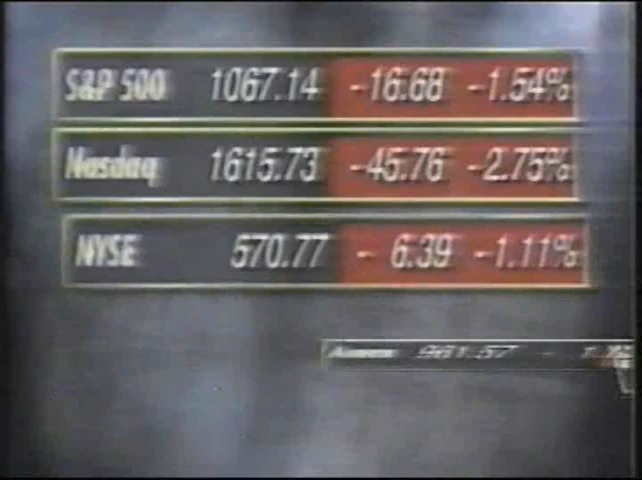 S&P 500 1067.14 -16.68 -1.54%
Nasdaq 1615.73 -45.76 -2.75%
NYSE 570.77 - 6.39 -1.11%